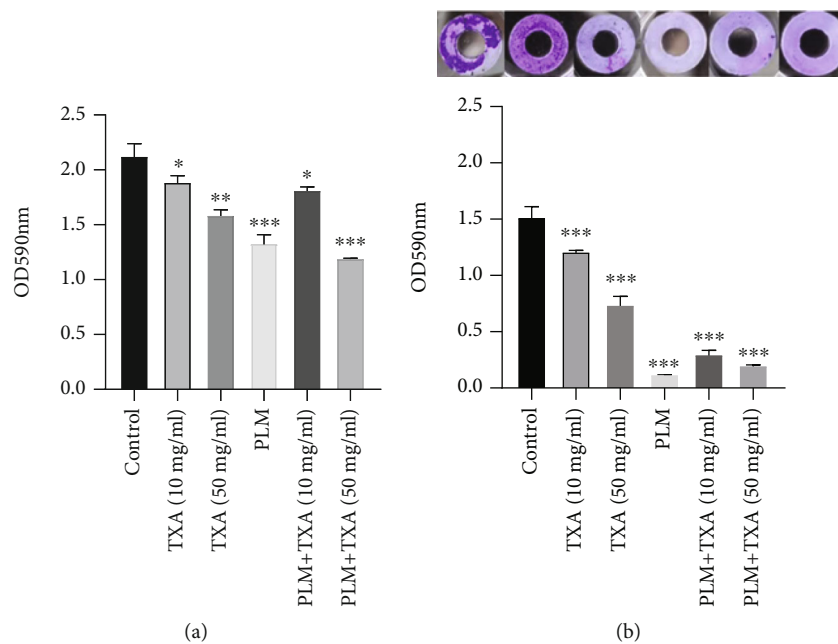 2.5
2.0
1.5
1.0
0.5
0.0
OD590nm
*
**
***
*
***
Control
TXA (10 mg/ml)
TXA (50 mg/ml)
PLM
PLM+TXA (10 mg/ml)
PLM+TXA (50 mg/ml)
(a)
2.5
2.0
1.5
1.0
0.5
0.0
OD590nm
***
***
***
***
***
Control
TXA (10 mg/ml)
TXA (50 mg/ml)
PLM
PLM+TXA (10 mg/ml)
PLM+TXA (50 mg/ml)
(b)